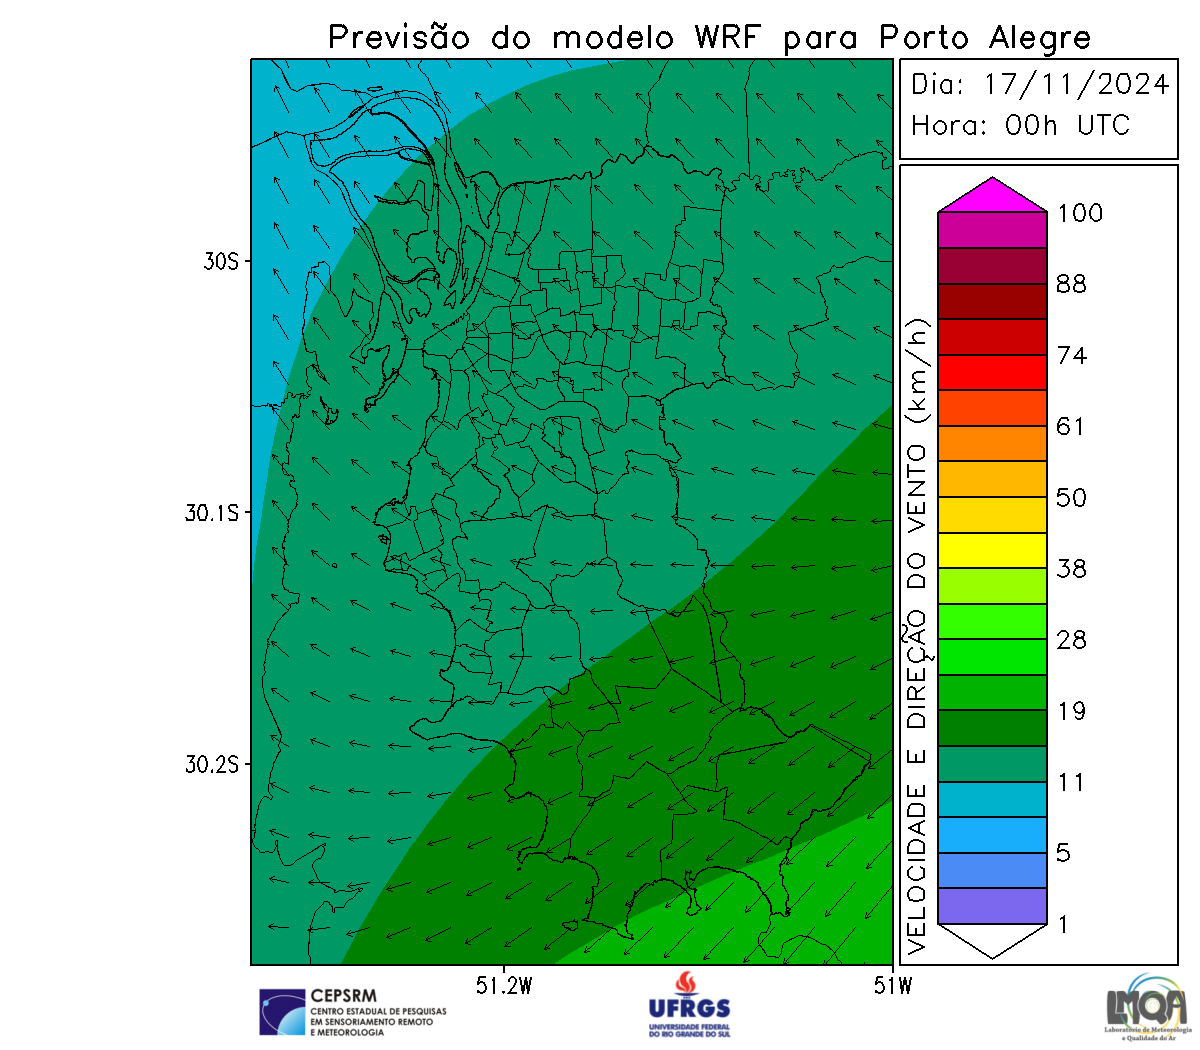 Previsão do modelo WRF para Porto Alegre
Dia: 17/11/2024
Hora: 00h UTC
30S
30.1S
30.2S
51.2W
51W
VELOCIDADE E DIREÇÃO DO VENTO (km/h)
100
88
74
61
50
38
28
19
11
5
1
CEPSRM
CENTRO ESTADUAL DE PESQUISAS
EM SENSORIAMENTO REMOTO
E METEOROLOGIA
UFRGS
UNIVERSIDADE FEDERAL
DO RIO GRANDE DO SUL
LMQA
Laboratório de Meteorologia
e Qualidade do Ar